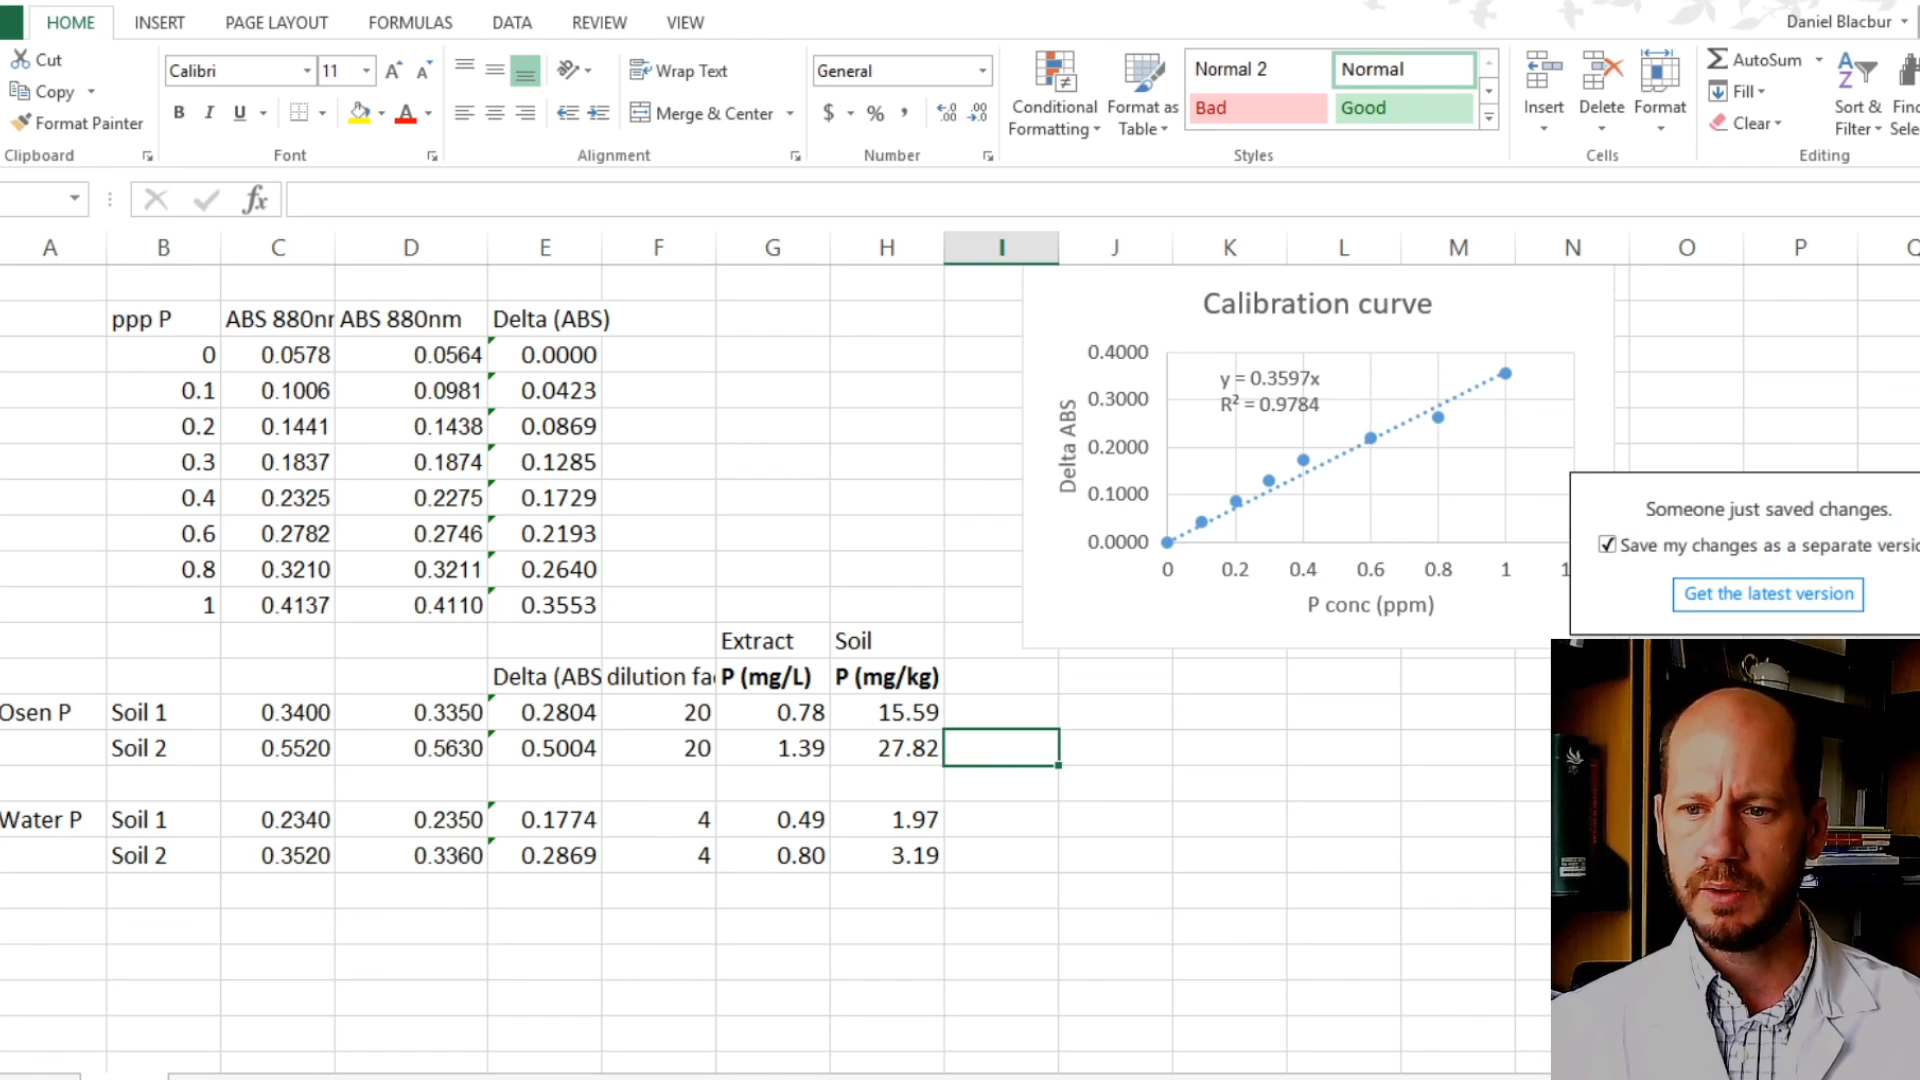 HOME INSERT PAGE LAYOUT FORMULAS DATA REVIEW VIEW Daniel Blacbur
Cut
Copy
Format Painter
Clipboard
Calibri 11
B I U A
Font
Wrap Text
Merge & Center
Alignment
General
$ % ,
Number
Conditional Formatting
Format as Table
Normal 2 Normal
Bad Good
Styles
Insert Delete Format
Cells
AutoSum
Fill
Clear
Sort & Filter
Editing
fx
A B C D E F G H I J K L M N O P
ppp P ABS 880n ABS 880nm Delta (ABS)
0 0.0578 0.0564 0.0000
0.1 0.1006 0.0981 0.0423
0.2 0.1441 0.1438 0.0869
0.3 0.1837 0.1874 0.1285
0.4 0.2325 0.2275 0.1729
0.6 0.2782 0.2746 0.2193
0.8 0.3210 0.3211 0.2640
1 0.4137 0.4110 0.3553
Extract Soil
Delta (ABS dilution fa P (mg/L) P (mg/kg)
Osen P Soil 1 0.3400 0.3350 0.2804 20 0.78 15.59
Soil 2 0.5520 0.5630 0.5004 20 1.39 27.82
Water P Soil 1 0.2340 0.2350 0.1774 4 0.49 1.97
Soil 2 0.3520 0.3360 0.2869 4 0.80 3.19
Calibration curve
0.4000
0.3000
0.2000
0.1000
0.0000
y = 0.3597x
R² = 0.9784
Delta ABS
0 0.2 0.4 0.6 0.8 1
P conc (ppm)
Someone just saved changes.
Save my changes as a separate versio
Get the latest version